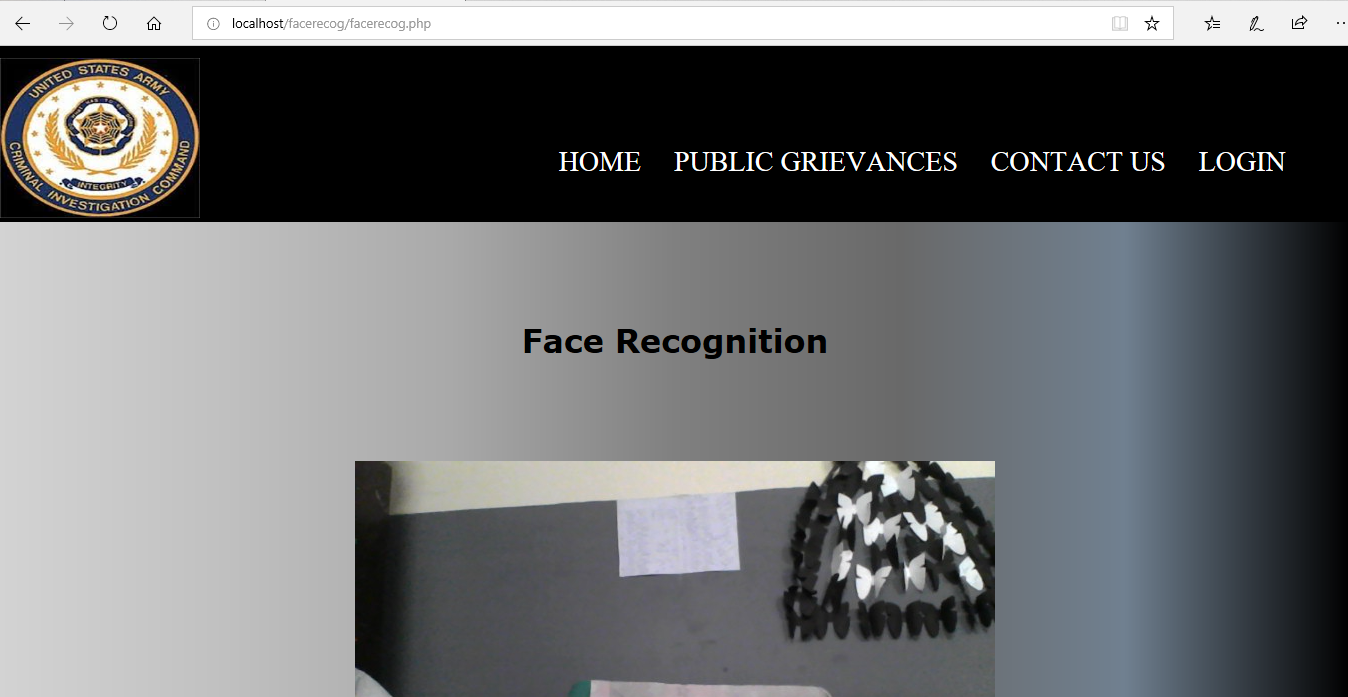 localhost/facerecog/facerecog.php
UNITED STATES ARMY
INTEGRITY
CRIMINAL INVESTIGATION COMMAND
HOME PUBLIC GRIEVANCES CONTACT US LOGIN
Face Recognition